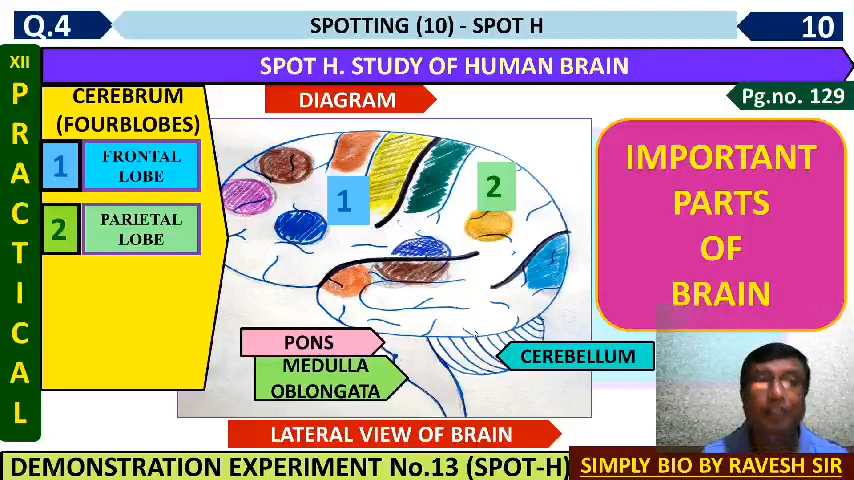 Q.4
SPOTTING (10) - SPOT H
10
XII
PRACTICAL
SPOT H. STUDY OF HUMAN BRAIN
CEREBRUM
(FOURBLOBES)
DIAGRAM
Pg.no. 129
1
FRONTAL
LOBE
2
PARIETAL
LOBE
1
2
IMPORTANT
PARTS
OF
BRAIN
PONS
MEDULLA
OBLONGATA
CEREBELLUM
LATERAL VIEW OF BRAIN
DEMONSTRATION EXPERIMENT No.13 (SPOT-H)
SIMPLY BIO BY RAVESH SIR